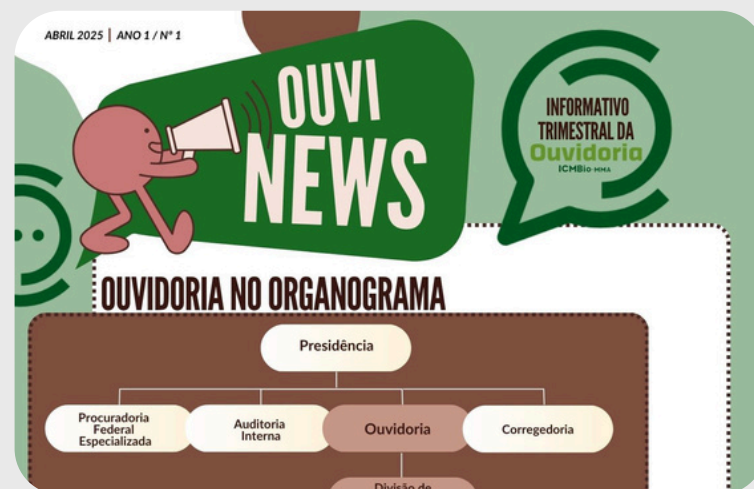 ABRIL 2025 | ANO 1 / Nº 1
OUVI
NEWS
INFORMATIVO
TRIMESTRAL DA
Ouvidoria
ICMBio·MMA
OUVIDORIA NO ORGANOGRAMA
Presidência
Procuradoria
Federal
Especializada
Auditoria
Interna
Ouvidoria
Corregedoria
Divisão de